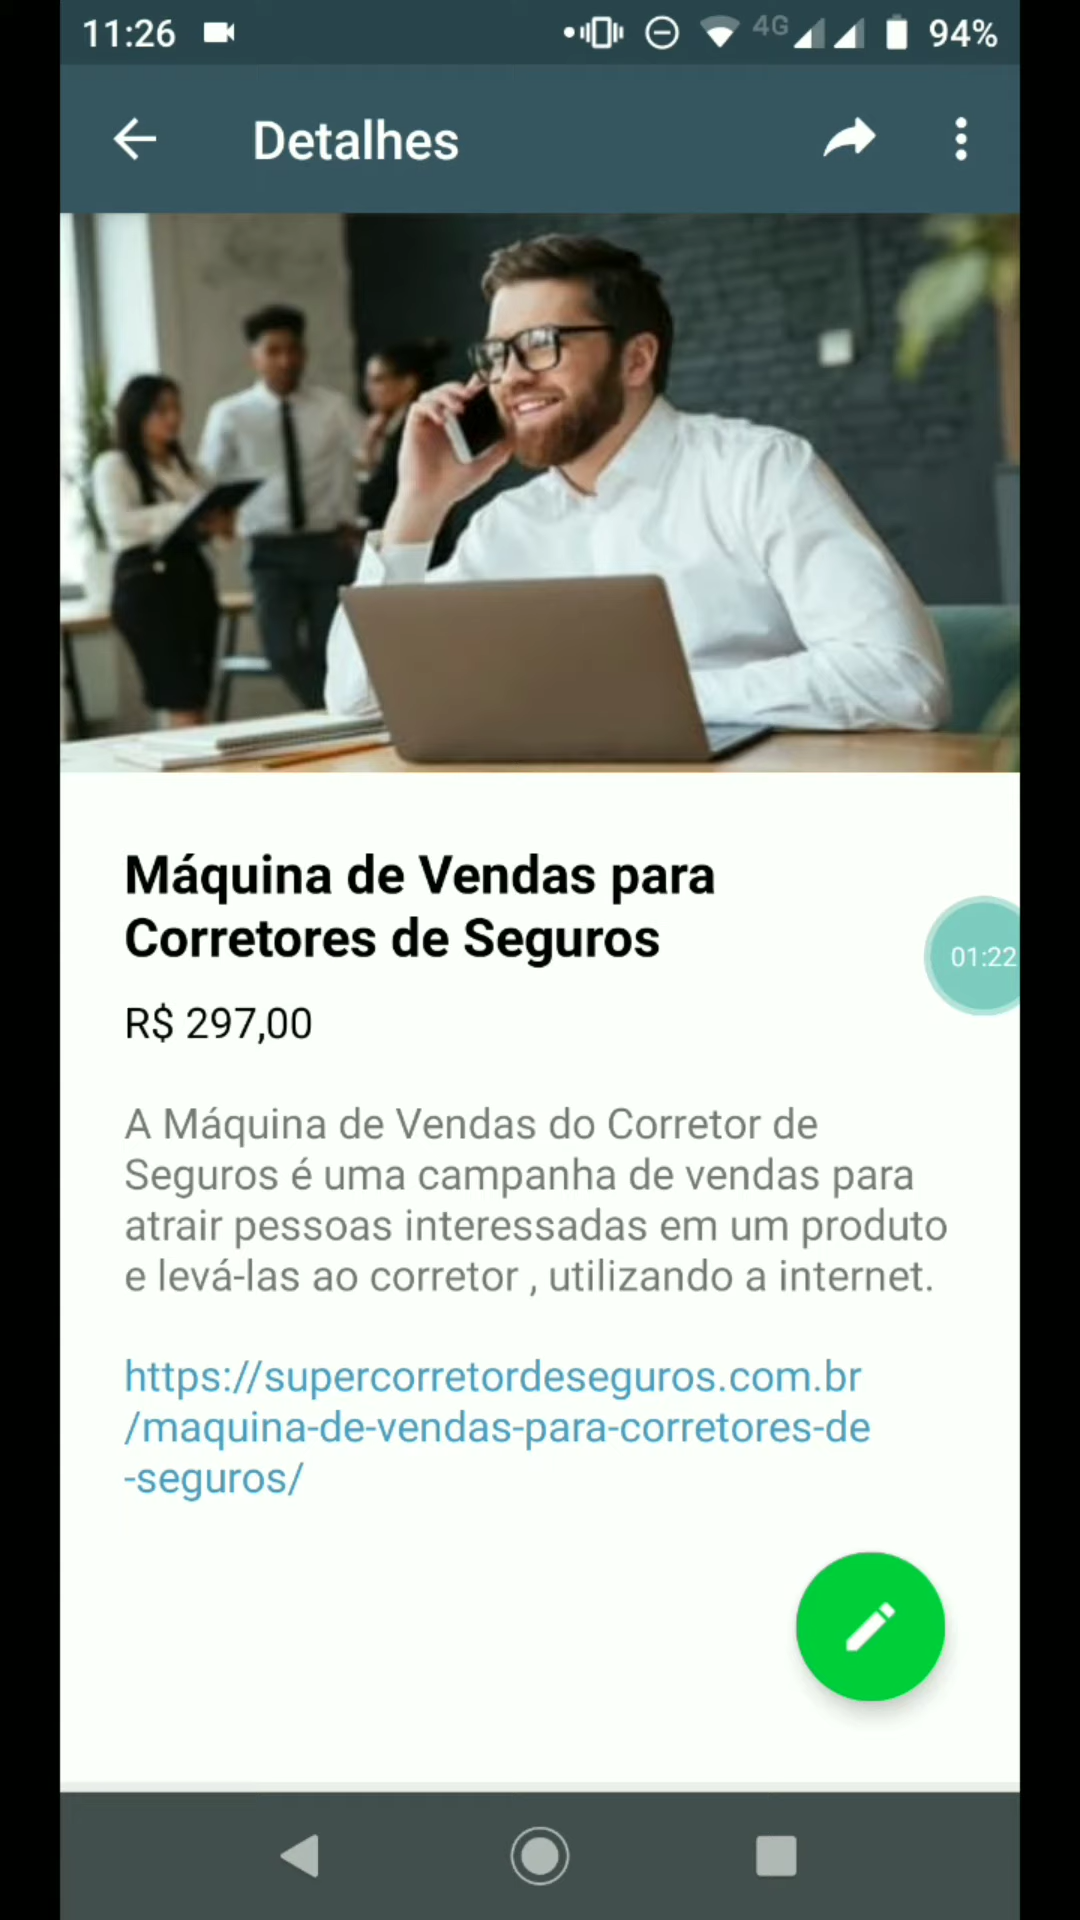 11:26
4G
94%
Detalhes
Máquina de Vendas para
Corretores de Seguros
01:22
R$ 297,00
A Máquina de Vendas do Corretor de
Seguros é uma campanha de vendas para
atrair pessoas interessadas em um produto
e levá-las ao corretor , utilizando a internet.
https://supercorretordeseguros.com.br
/maquina-de-vendas-para-corretores-de
-seguros/